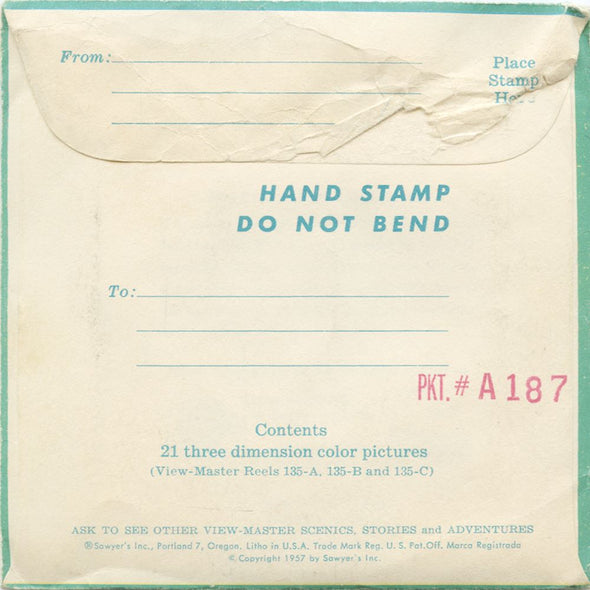 From:
Place
Stamp
HAND STAMP
DO NOT BEND
To:
PKT. # A187
Contents
21 three dimension color pictures
(View-Master Reels 135-A, 135-B and 135-C)
ASK TO SEE OTHER VIEW-MASTER SCENICS, STORIES and ADVENTURES
®Sawyer's Inc., Portland 7, Oregon. Litho in U.S.A. Trade Mark Reg. U. S. Pat. Off. Marca Registrada
© Copyright 1957 by Sawyer's Inc.